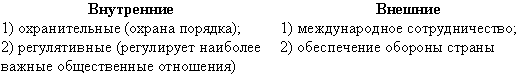 Внутренние
1) охранительные (охрана порядка);
2) регулятивные (регулирует наиболее
важные общественные отношения)
Внешние
1) международное сотрудничество;
2) обеспечение обороны страны